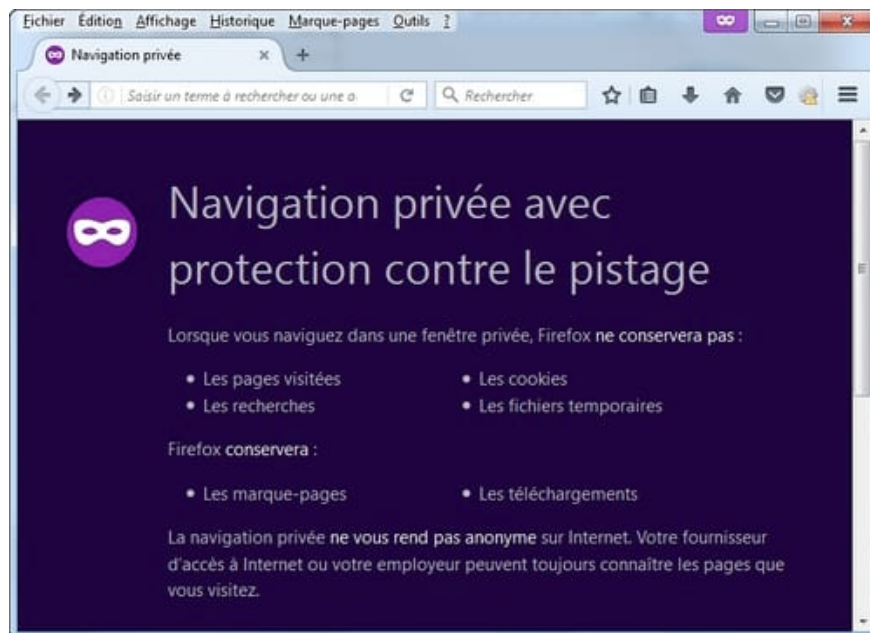 Fichier Édition Affichage Historique Marque-pages Outils ?
Navigation privée
Saisir un terme à rechercher ou une a
Rechercher
Navigation privée avec
protection contre le pistage
Lorsque vous naviguez dans une fenêtre privée, Firefox ne conservera pas :
• Les pages visitées • Les cookies
• Les recherches • Les fichiers temporaires
Firefox conservera :
• Les marque-pages • Les téléchargements
La navigation privée ne vous rend pas anonyme sur Internet. Votre fournisseur
d'accès à Internet ou votre employeur peuvent toujours connaître les pages que
vous visitez.